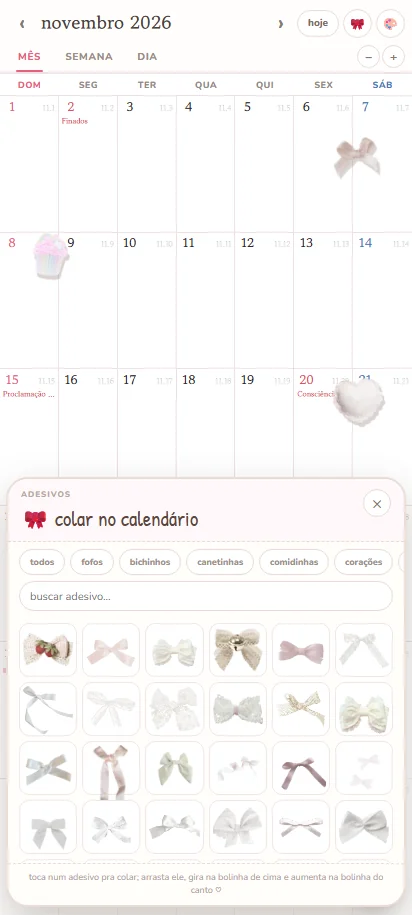 ‹ novembro 2026 › hoje
MÊS SEMANA DIA − +
DOM SEG TER QUA QUI SEX SÁB
1 11.1 2 11.2 3 11.3 4 11.4 5 11.5 6 11.6 7 11.7
Finados
8 9 11.9 10 11.10 11 11.11 12 11.12 13 11.13 14 11.14
15 11.15 16 11.16 17 11.17 18 11.18 19 11.19 20 21 11.21
Proclamação ...
ADESIVOS
colar no calendário
todos fofos bichinhos canetinhas comidinhas corações
buscar adesivo...
toca num adesivo pra colar; arrasta ele, gira na bolinha de cima e aumenta na bolinha do
canto ♡